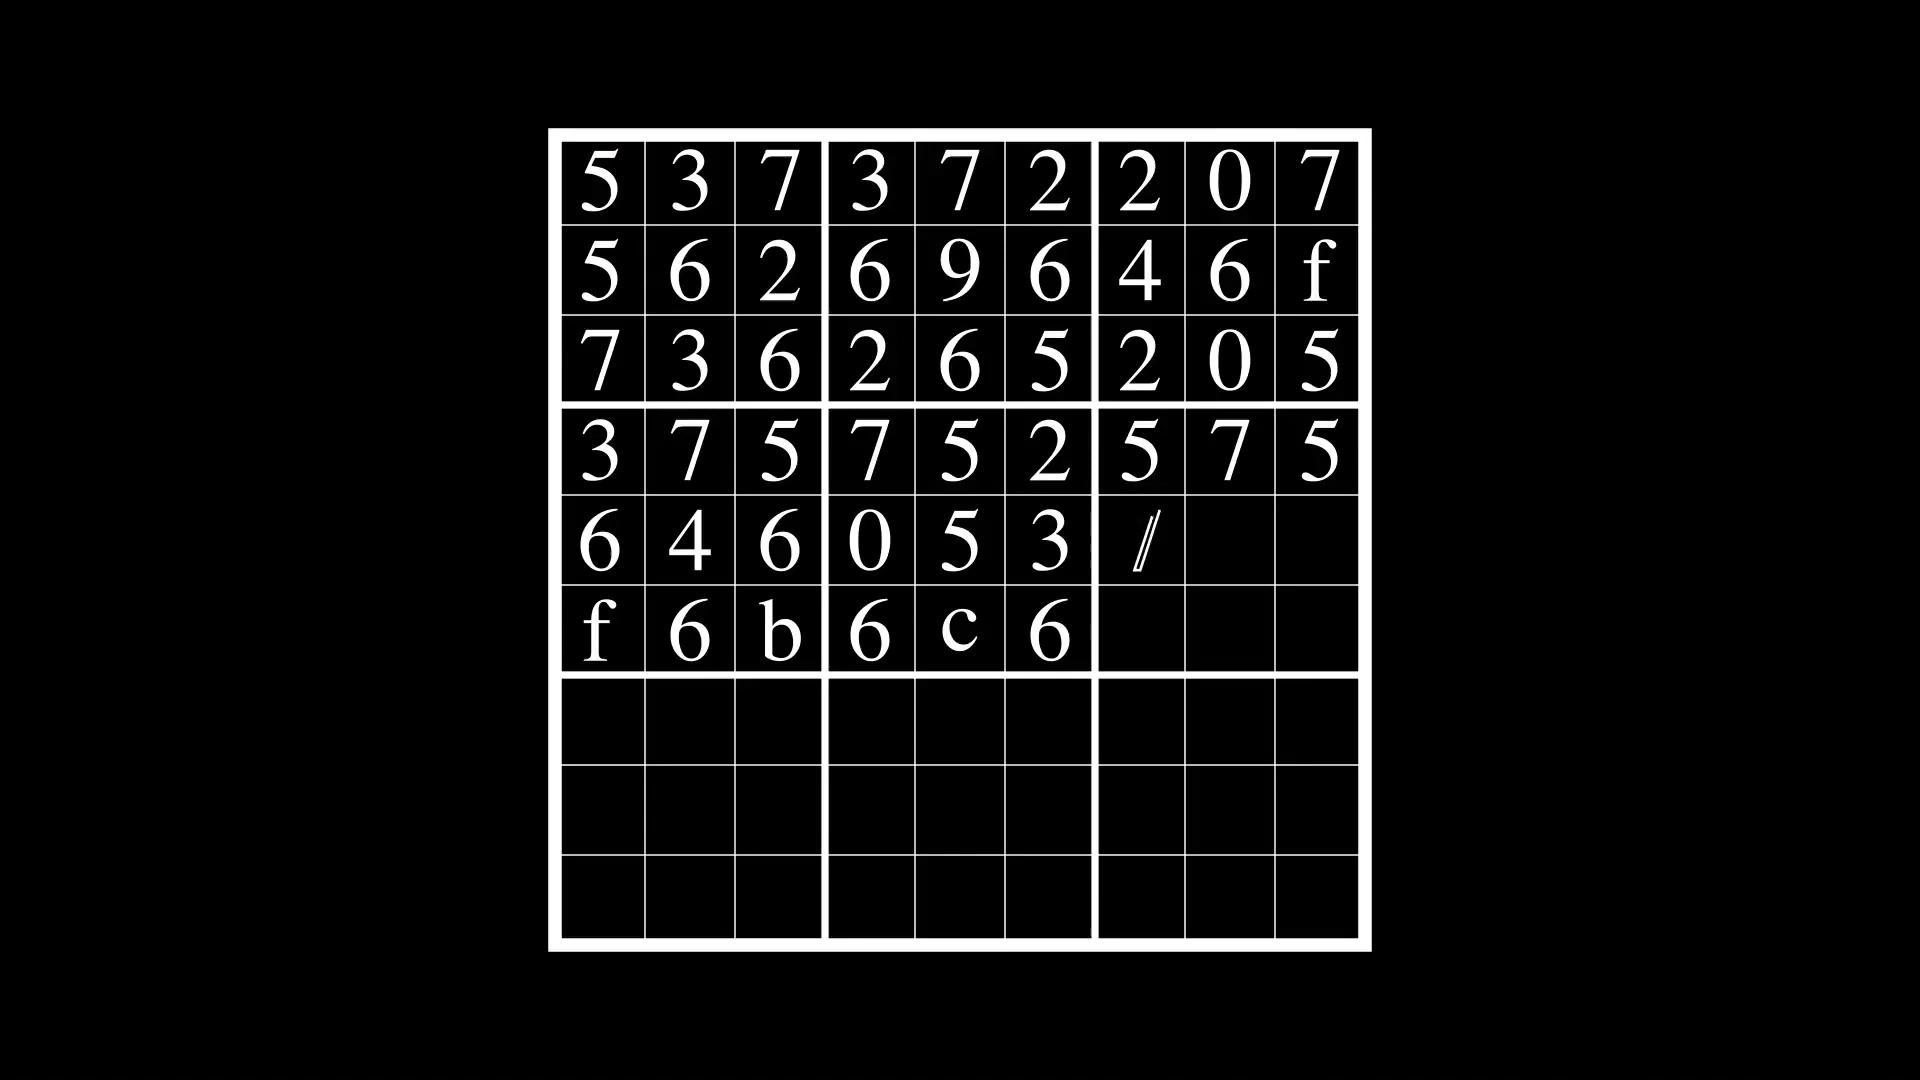 5 3 7 3 7 2 2 0 7
5 6 2 6 9 6 4 6 f
7 3 6 2 6 5 2 0 5
3 7 5 7 5 2 5 7 5
6 4 6 0 5 3
f 6 b 6 c 6